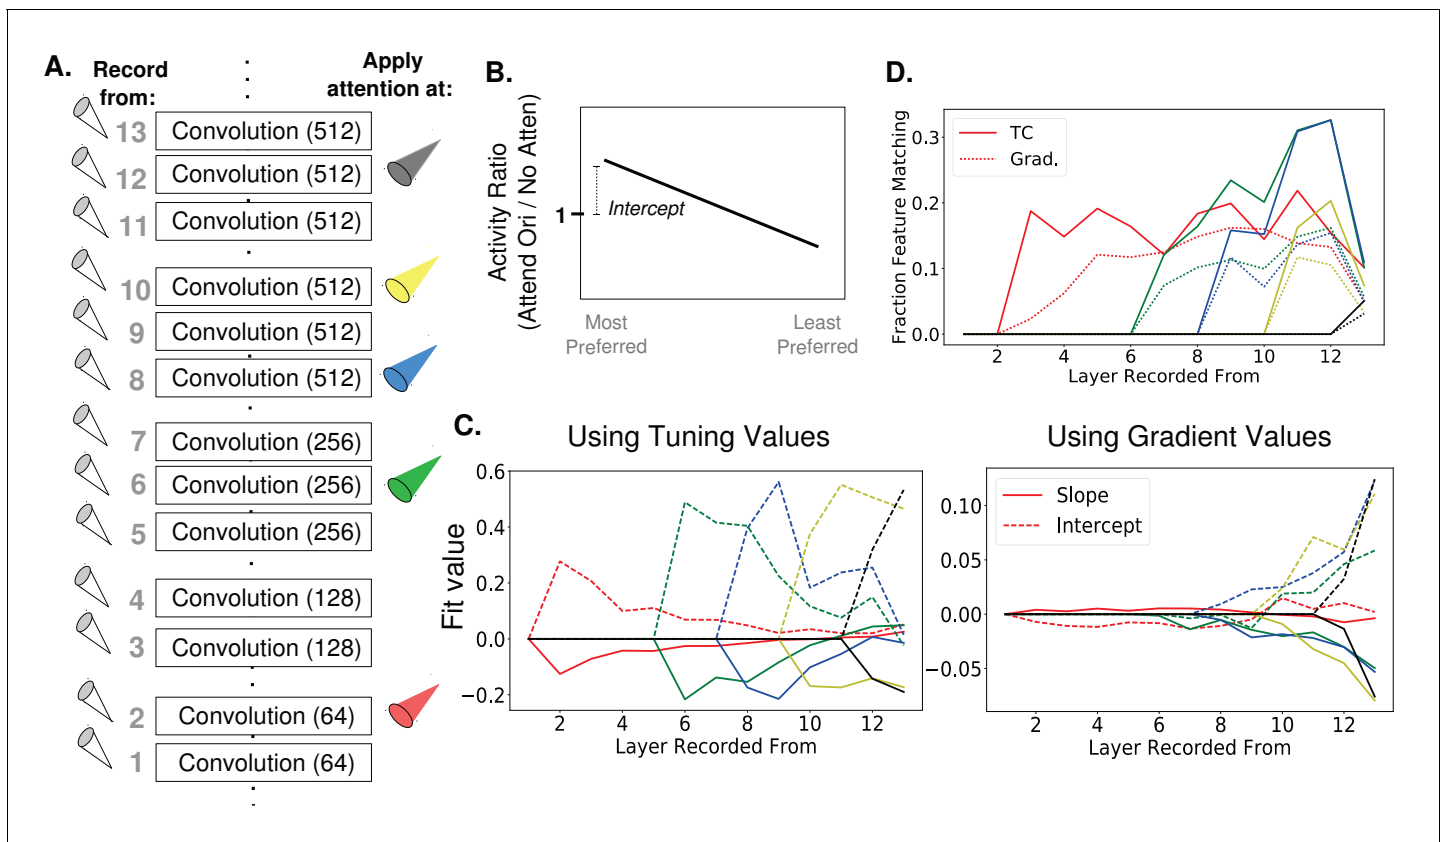 A.
Record
from:
Apply
attention at:
13 Convolution (512)
12 Convolution (512)
11 Convolution (512)
10 Convolution (512)
9 Convolution (512)
8 Convolution (512)
7 Convolution (256)
6 Convolution (256)
5 Convolution (256)
4 Convolution (128)
3 Convolution (128)
2 Convolution (64)
1 Convolution (64)
B.
Activity Ratio
(Attend Ori / No Atten)
1
Intercept
Most
Preferred
Least
Preferred
D.
Fraction Feature Matching
0.3
0.2
0.1
0.0
TC
Grad.
2 4 6 8 10 12
Layer Recorded From
C.
Using Tuning Values
Fit value
0.6
0.4
0.2
0.0
−0.2
2 4 6 8 10 12
Layer Recorded From
Using Gradient Values
0.10
0.05
0.00
−0.05
Slope
Intercept
2 4 6 8 10 12
Layer Recorded From